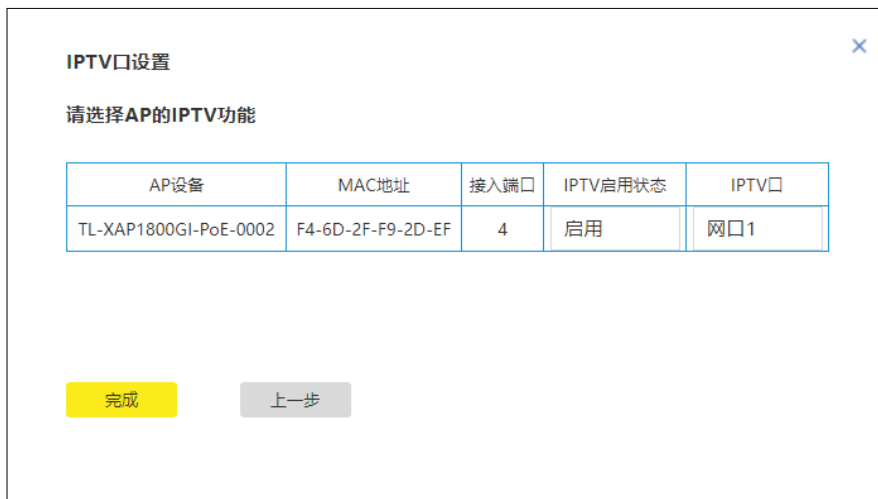 IPTV口设置
请选择AP的IPTV功能
AP设备 MAC地址 接入端口 IPTV启用状态 IPTV口
TL-XAP1800GI-PoE-0002 F4-6D-2F-F9-2D-EF 4 启用 网口1
完成 上一步